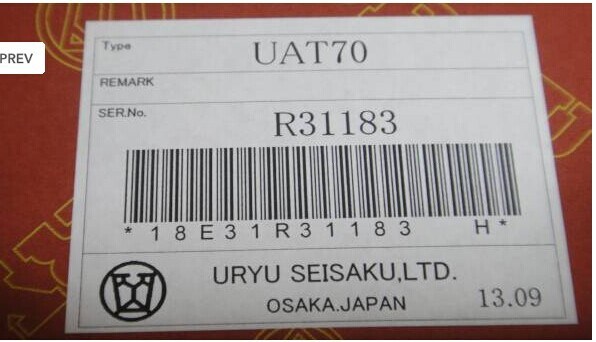 PREV
Type
UAT70
REMARK
SER.No.
R31183
*18E31R31183 H*
URYU SEISAKU,LTD.
OSAKA.JAPAN
13.09